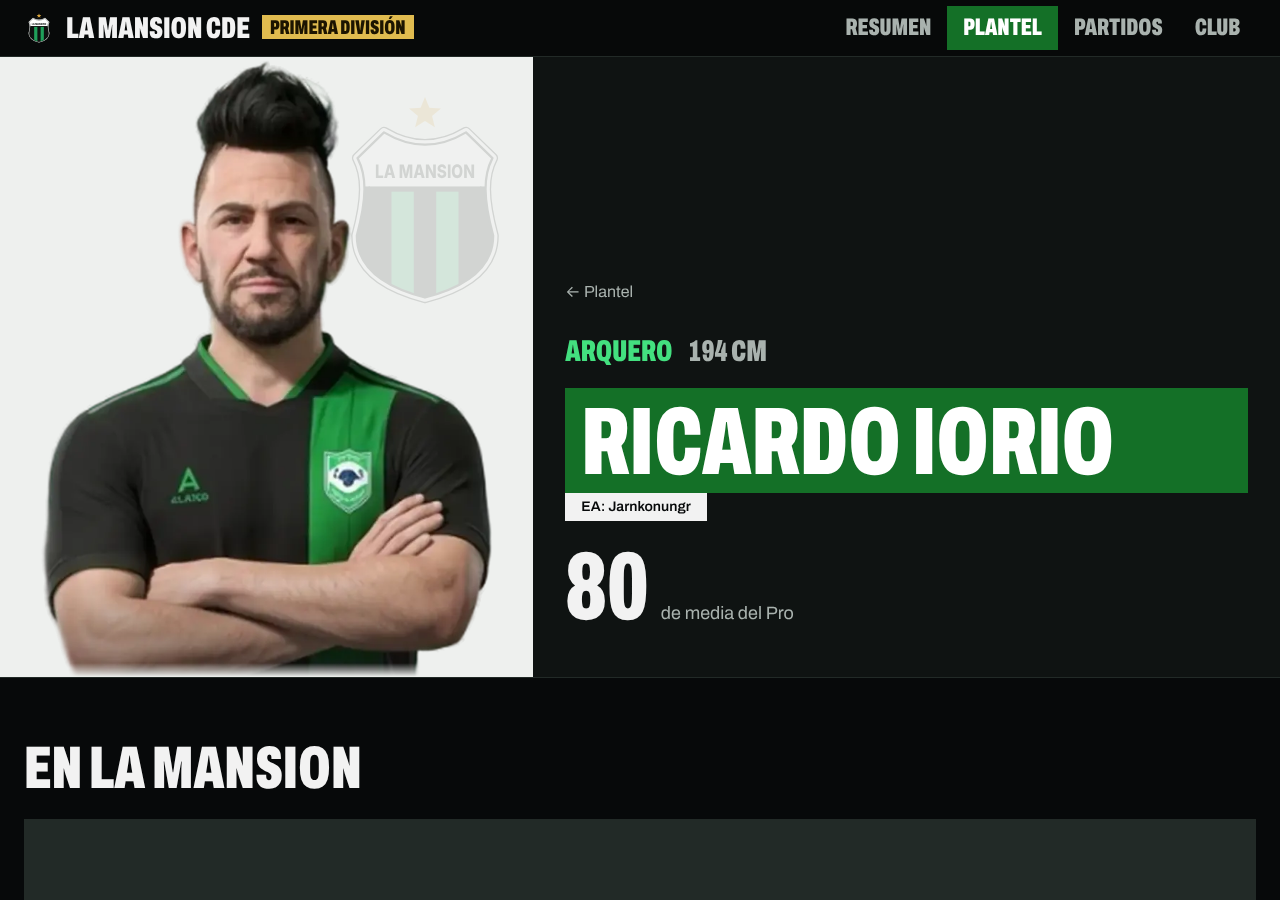 LA MANSION CDE
PRIMERA DIVISIÓN
RESUMEN
PLANTEL
PARTIDOS
CLUB
LA MANSION
← Plantel
ARQUERO 194 CM
RICARDO IORIO
EA: Jarnkonungr
80 de media del Pro
EN LA MANSION